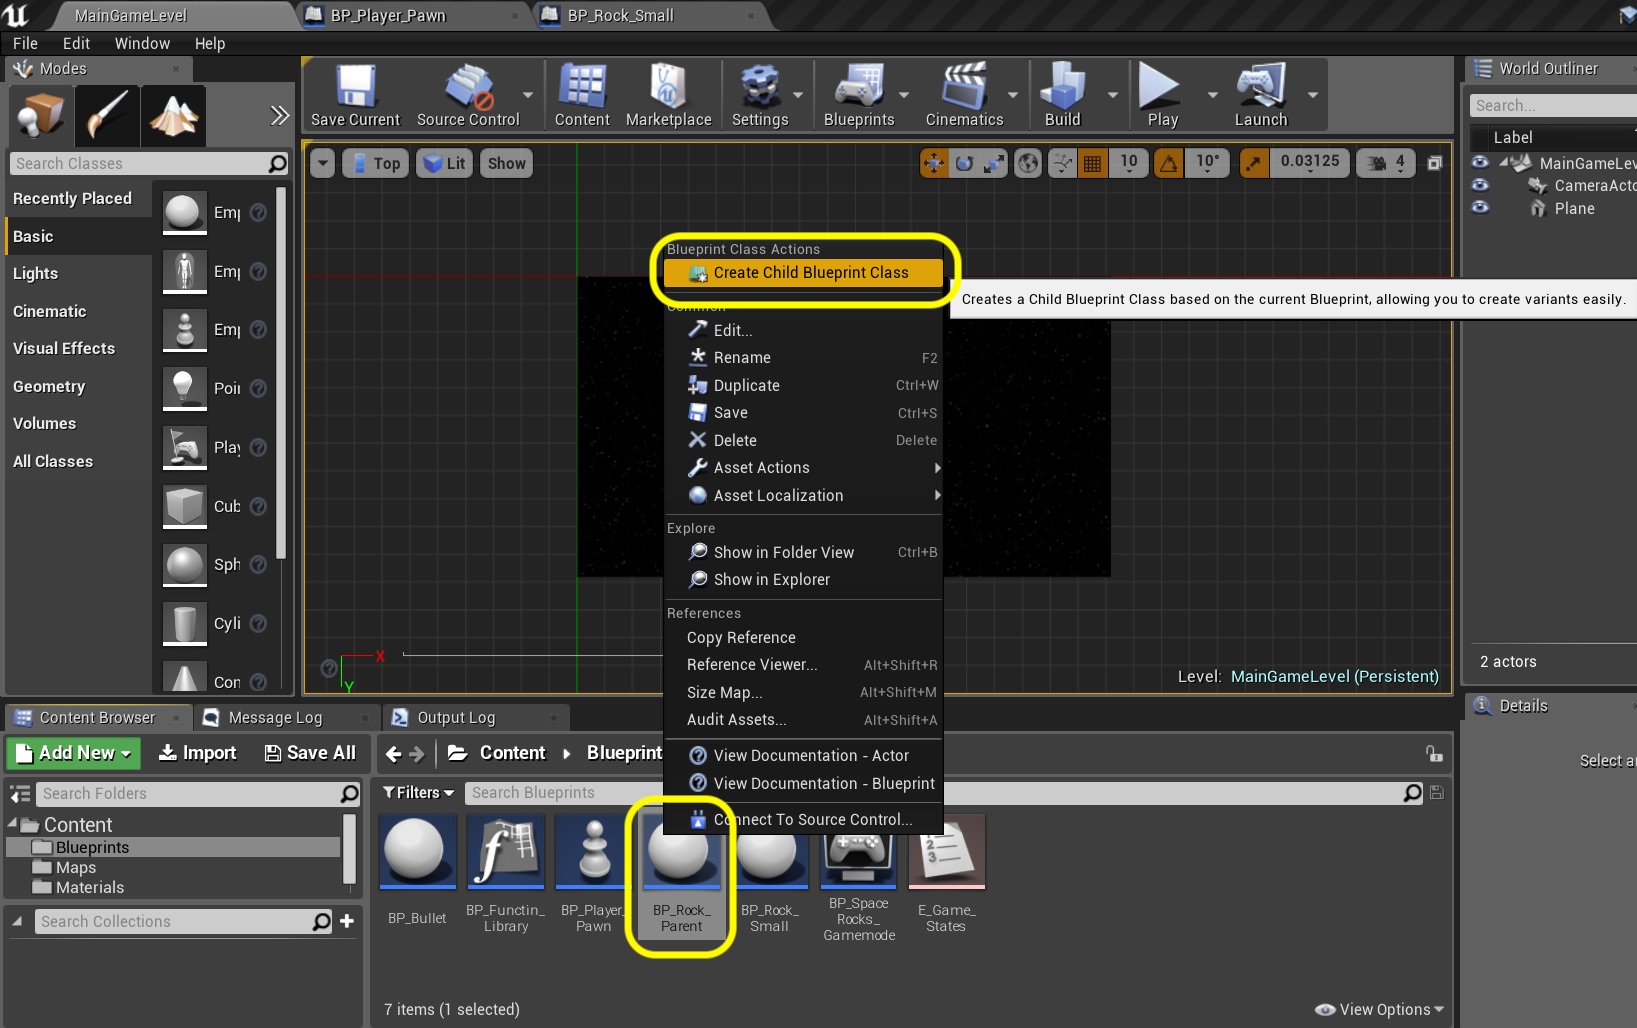 MainGameLevel
BP_Player_Pawn
BP_Rock_Small
File Edit Window Help
Modes
World Outliner
Save Current
Source Control
Content
Marketplace
Settings
Blueprints
Cinematics
Build
Play
Launch
Search...
Label
Search Classes
Top
Lit
Show
10
10°
0.03125
4
MainGameLev
CameraActo
Plane
Recently Placed
Basic
Lights
Cinematic
Visual Effects
Geometry
Volumes
All Classes
Emp
Emp
Emp
Poi
Play
Cub
Sph
Cyli
Con
Blueprint Class Actions
Create Child Blueprint Class
Creates a Child Blueprint Class based on the current Blueprint, allowing you to create variants easily.
Common
Edit...
Rename F2
Duplicate Ctrl+W
Save Ctrl+S
Delete Delete
Asset Actions
Asset Localization
Explore
Show in Folder View Ctrl+B
Show in Explorer
References
Copy Reference
Reference Viewer... Alt+Shift+R
Size Map... Alt+Shift+M
Audit Assets... Alt+Shift+A
View Documentation - Actor
View Documentation - Blueprint
Connect To Source Control...
X
Y
Level: MainGameLevel (Persistent)
2 actors
Details
Select a
Content Browser
Message Log
Output Log
Add New
Import
Save All
Content
Blueprint
Search Folders
Filters
Search Blueprints
Content
Blueprints
Maps
Materials
Search Collections
BP_Bullet
BP_Functin_
Library
BP_Player_
Pawn
BP_Rock_
Parent
BP_Rock_
Small
BP_Space
Rocks_
Gamemode
E_Game_
States
7 items (1 selected)
View Options